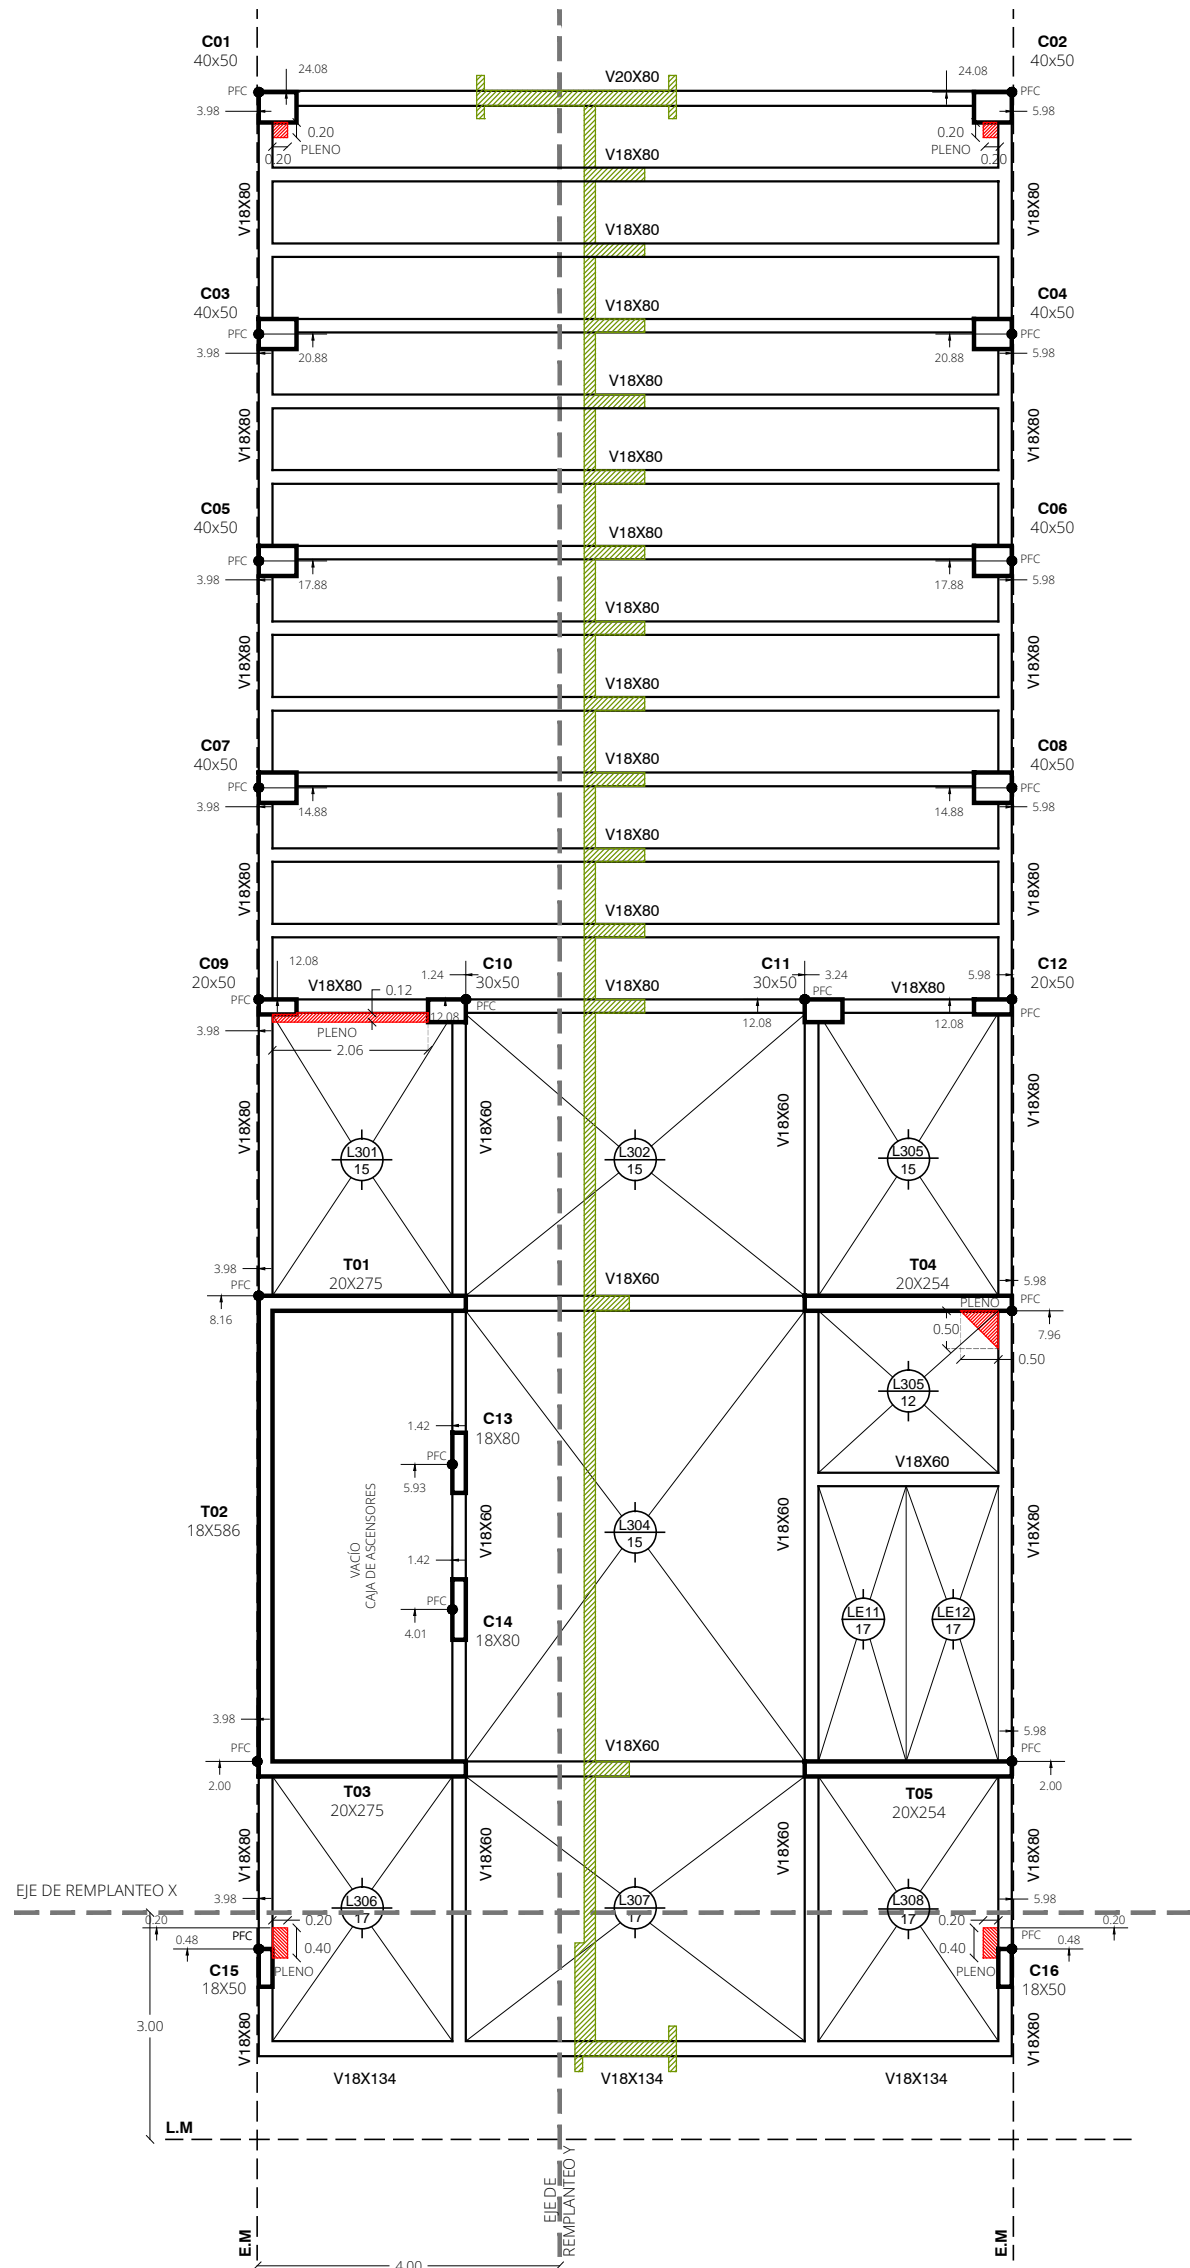 C01
40x50
24.08
PFC
3.98
0.20
PLENO
0.20
V20X80
C02
40x50
24.08
PFC
5.98
0.20
PLENO
0.20
V18X80
V18X80
V18X80
V18X80
C03
40x50
PFC
3.98
20.88
V18X80
C04
40x50
PFC
20.88
5.98
V18X80
V18X80
V18X80
V18X80
C05
40x50
PFC
3.98
17.88
V18X80
C06
40x50
PFC
17.88
5.98
V18X80
V18X80
V18X80
V18X80
C07
40x50
PFC
3.98
14.88
V18X80
C08
40x50
PFC
14.88
5.98
V18X80
V18X80
V18X80
V18X80
C09
20x50
12.08
PFC
3.98
V18X80
0.12
PLENO
2.06
1.24
C10
30x50
PFC
12.08
V18X80
C11
30x50
3.24
PFC
12.08
V18X80
5.98
C12
20x50
PFC
12.08
V18X80
V18X60
V18X60
V18X80
L301
15
L302
15
L305
15
3.98
PFC
8.16
T01
20X275
V18X60
T04
20X254
5.98
PFC
7.96
PLENO
0.50
0.50
L305
12
V18X60
1.42
C13
18X80
PFC
5.93
T02
18X586
VACÍO
CAJA DE ASCENSORES
V18X60
L304
15
V18X60
V18X80
1.42
PFC
4.01
C14
18X80
LE11
17
LE12
17
3.98
PFC
2.00
V18X60
5.98
PFC
2.00
T03
20X275
T05
20X254
V18X80
V18X60
V18X60
V18X80
EJE DE REMPLANTEO X
3.98
L306
17
L307
17
L308
17
5.98
0.20
0.20
PFC
0.48
0.40
PLENO
C15
18X50
0.20
0.20
PFC
0.48
0.40
PLENO
C16
18X50
3.00
V18X80
V18X80
V18X134
V18X134
V18X134
L.M
E.M
EJE DE
REMPLANTEO Y
E.M
4.00